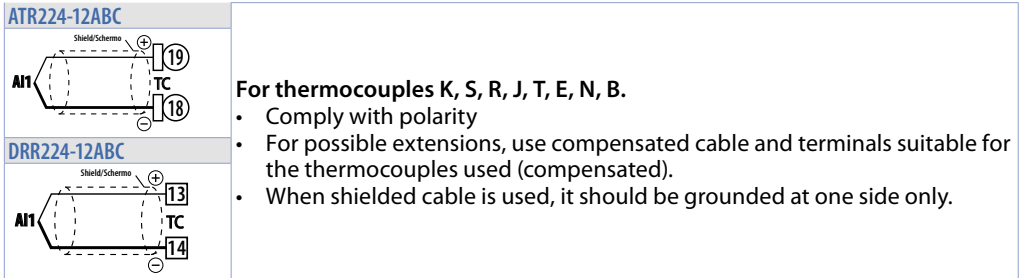 ATR224-12ABC
Shield/Schermo
+
19
AI1
TC
18
-
DRR224-12ABC
Shield/Schermo
+
13
AI1
TC
14
-
For thermocouples K, S, R, J, T, E, N, B.
• Comply with polarity
• For possible extensions, use compensated cable and terminals suitable for
the thermocouples used (compensated).
• When shielded cable is used, it should be grounded at one side only.